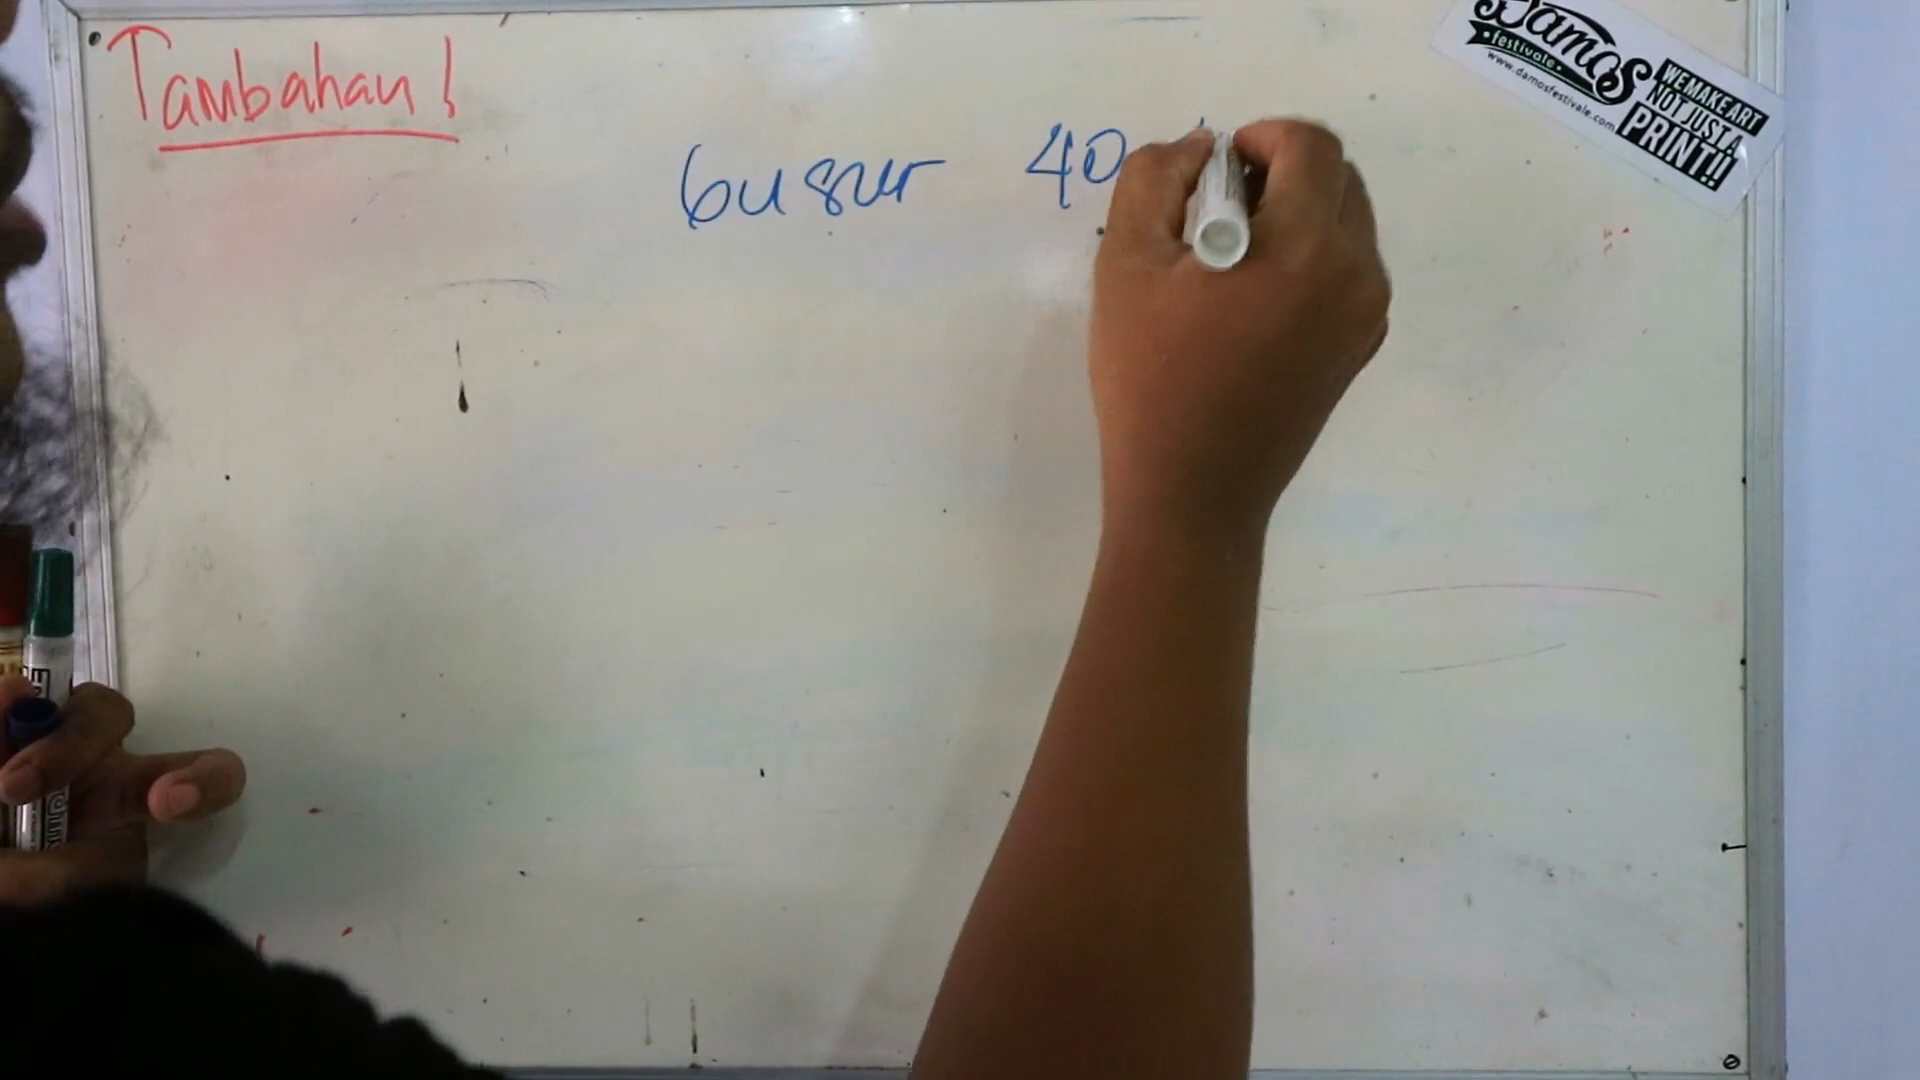 Tambahan!
busur 40
Damos
festivale
www.damosfestivale.com
WE MAKE ART
NOT JUST A
PRINT!!